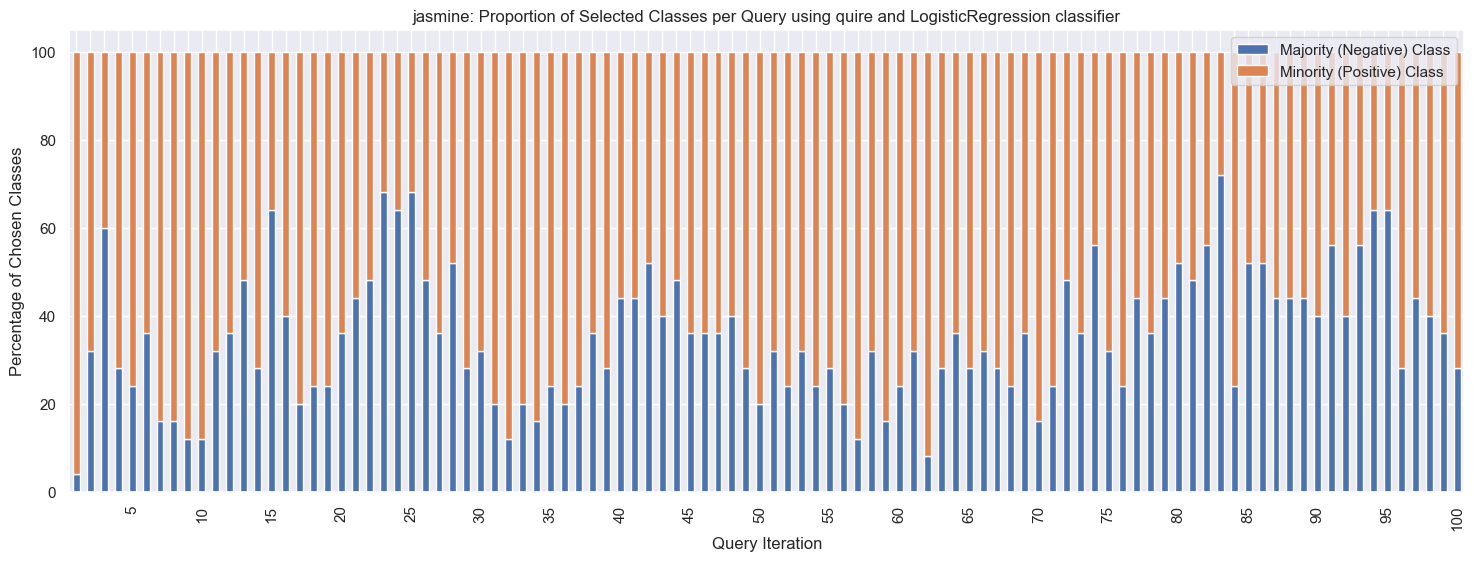 jasmine: Proportion of Selected Classes per Query using quire and LogisticRegression classifier
Majority (Negative) Class
Minority (Positive) Class
Percentage of Chosen Classes
100
80
60
40
20
0
5 10 15 20 25 30 35 40 45 50 55 60 65 70 75 80 85 90 95 100
Query Iteration